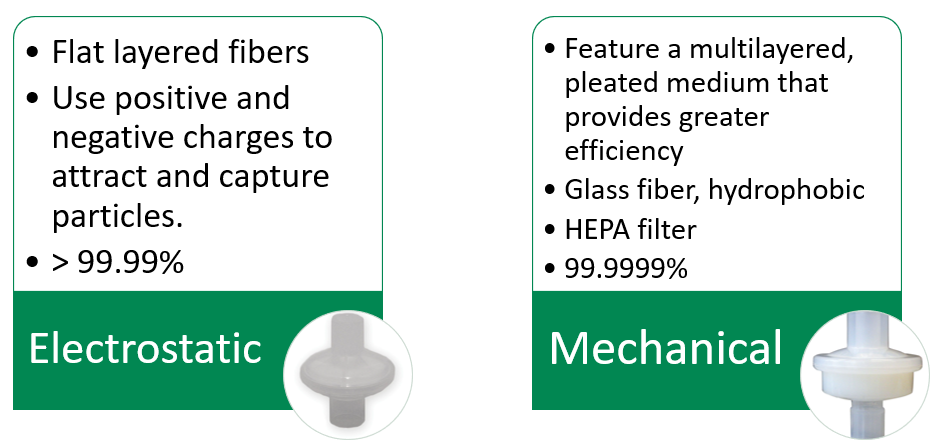 • Flat layered fibers
• Use positive and
negative charges to
attract and capture
particles.
• > 99.99%
Electrostatic
• Feature a multilayered,
pleated medium that
provides greater
efficiency
• Glass fiber, hydrophobic
• HEPA filter
• 99.9999%
Mechanical